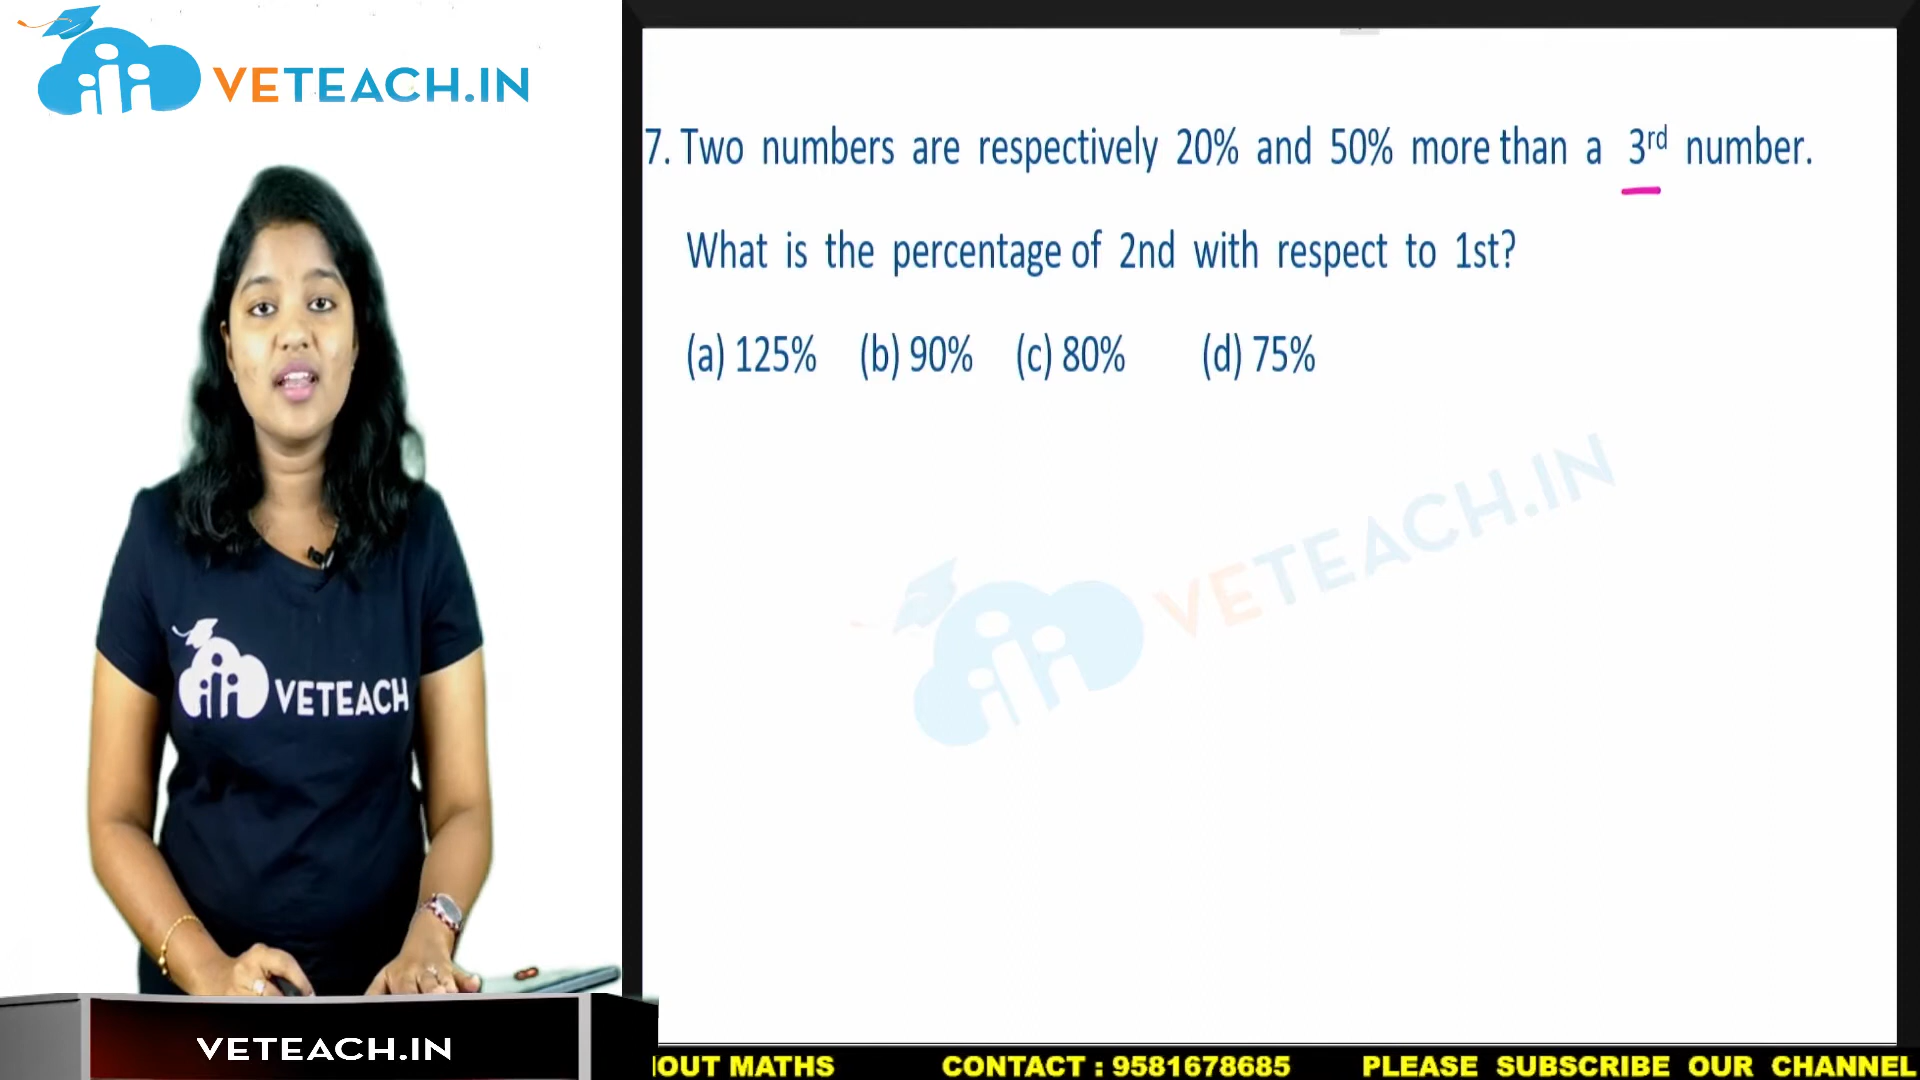 VETEACH.IN
7. Two numbers are respectively 20% and 50% more than a 3rd number.
What is the percentage of 2nd with respect to 1st?
(a) 125% (b) 90% (c) 80% (d) 75%
VETEACH.IN
VETEACH
VETEACH.IN
MATHS CONTACT : 9581678685 PLEASE SUBSCRIBE OUR CHANNEL